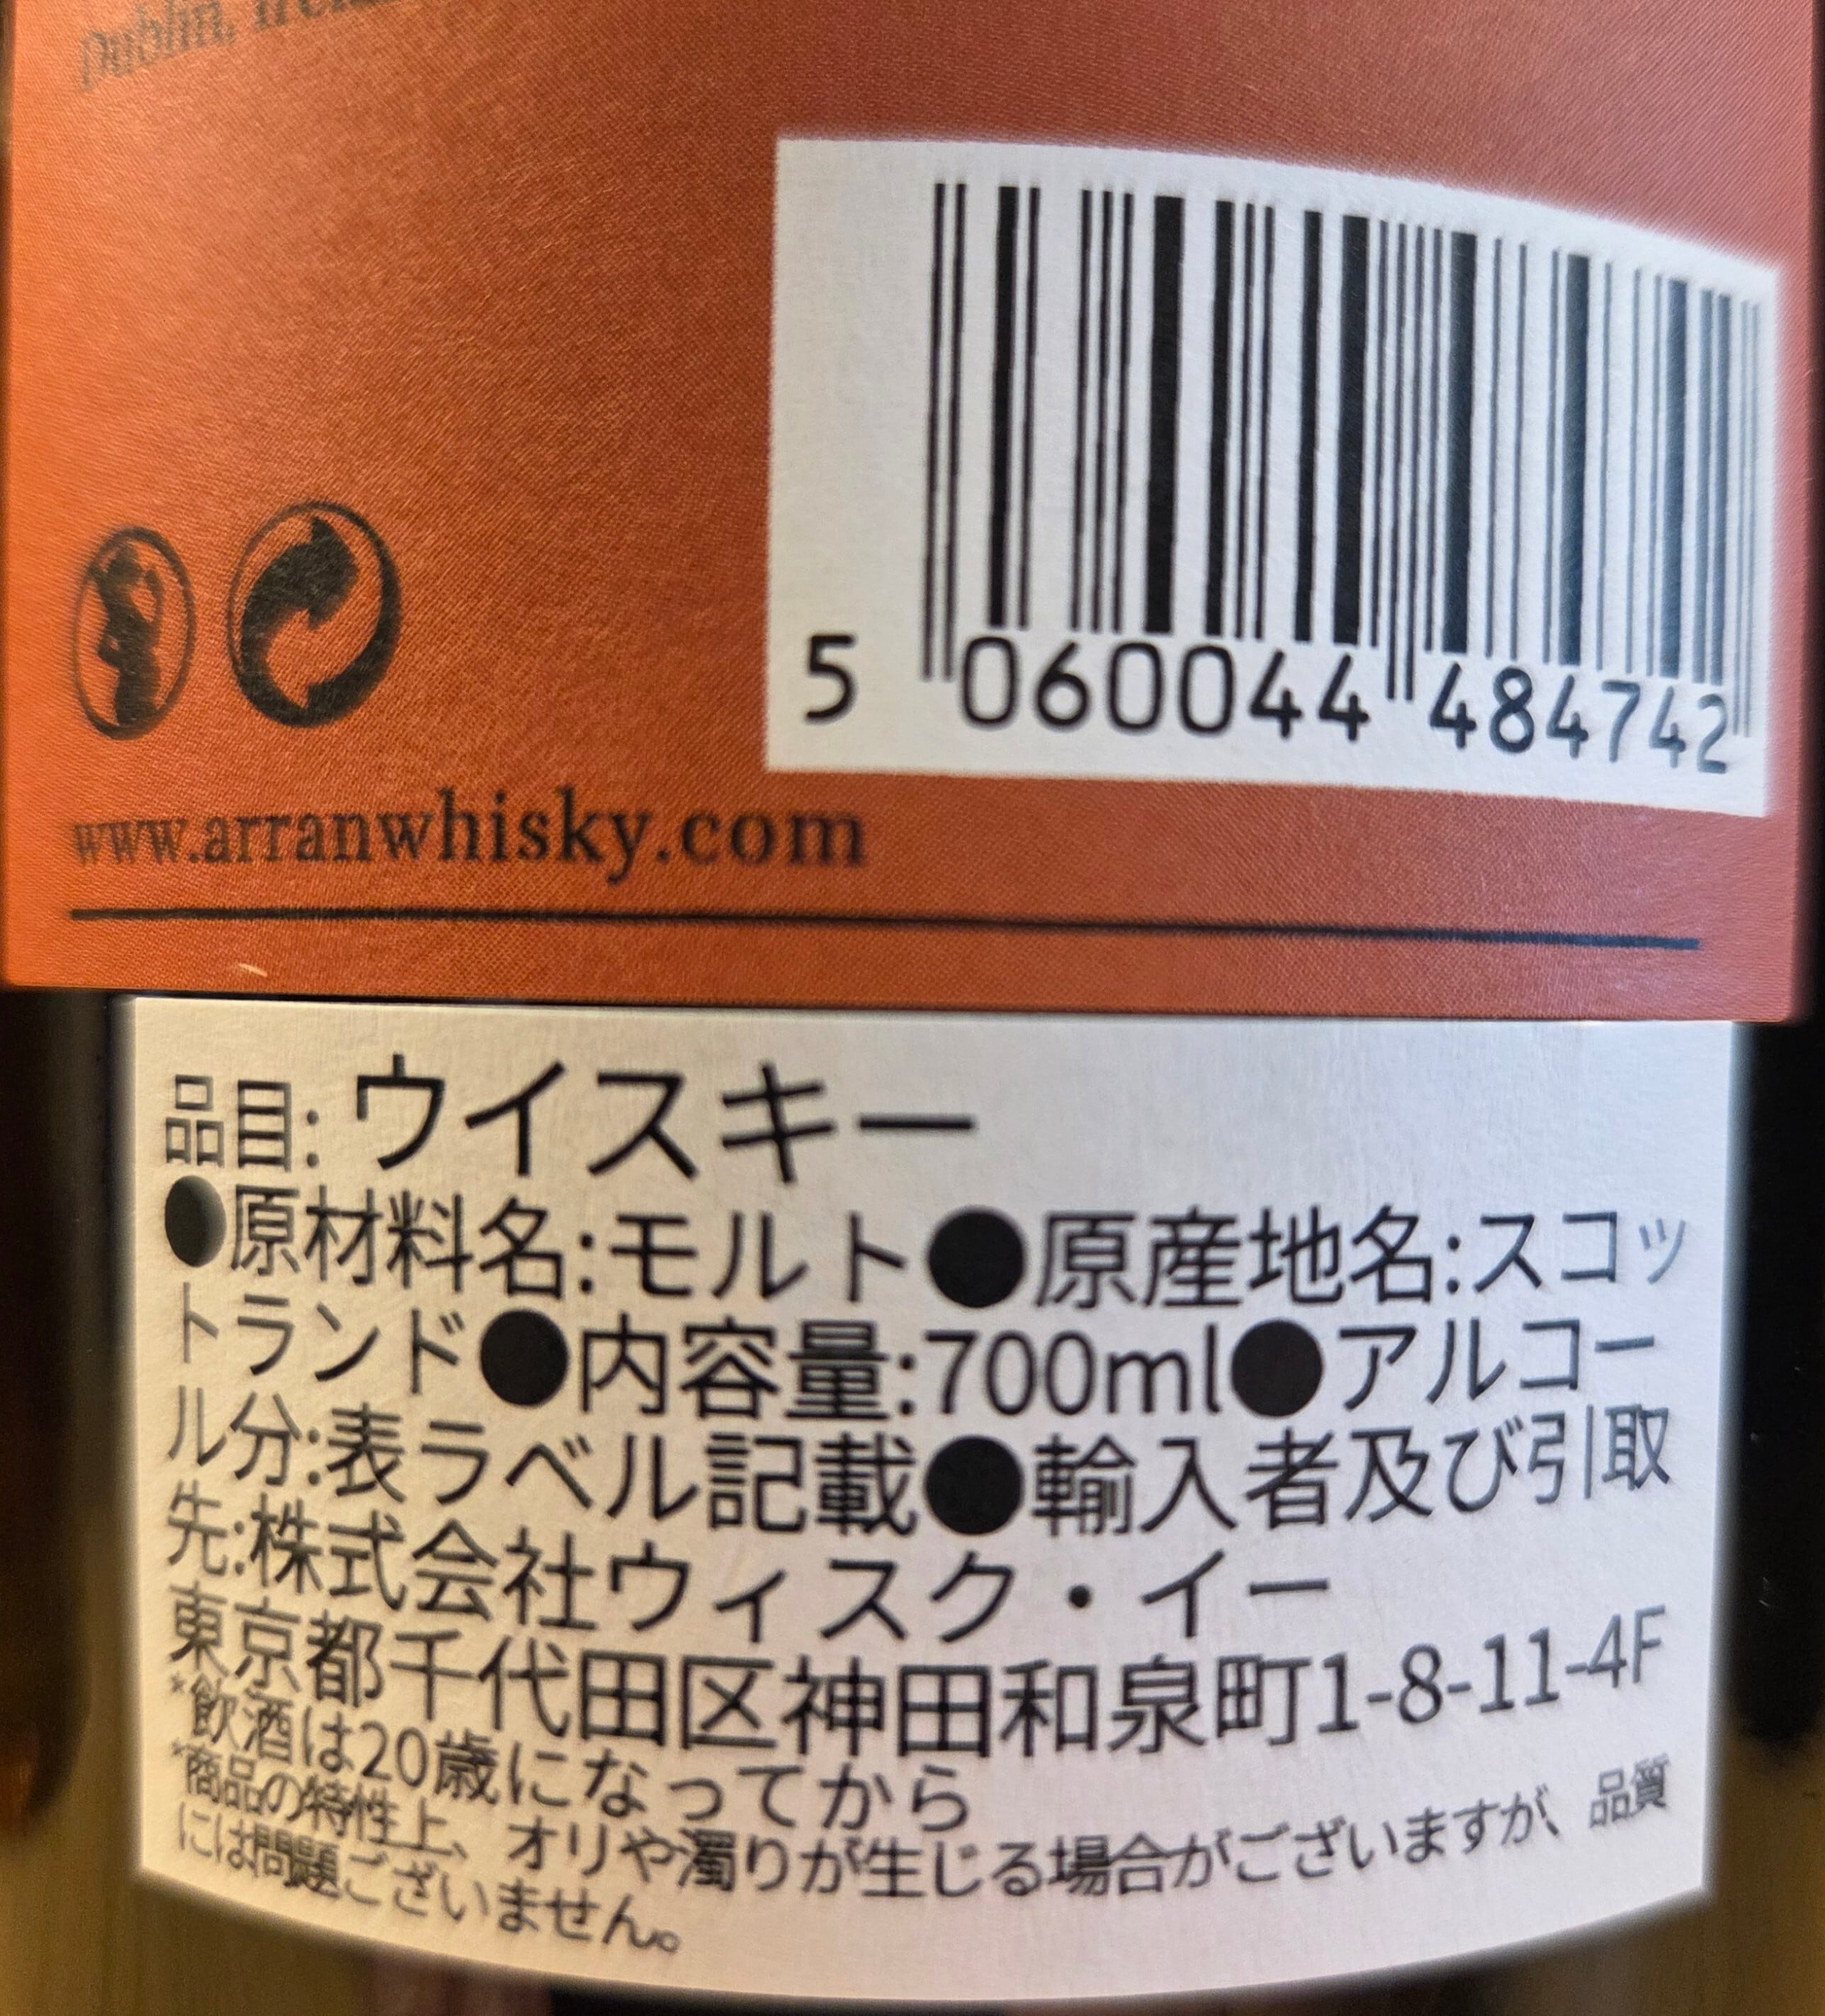 Dublin,
5 060044 484742
www.arranwhisky.com
品目: ウイスキー
●原材料名:モルト●原産地名:スコッ
トランド●内容量:700ml●アルコー
ル分:表ラベル記載●輸入者及び引取
先:株式会社ウィスク・イー
東京都千代田区神田和泉町1-8-11-4F
*飲酒は20歳になってから
*商品の特性上、オリや濁りが生じる場合がございますが、品質
には問題ございません。